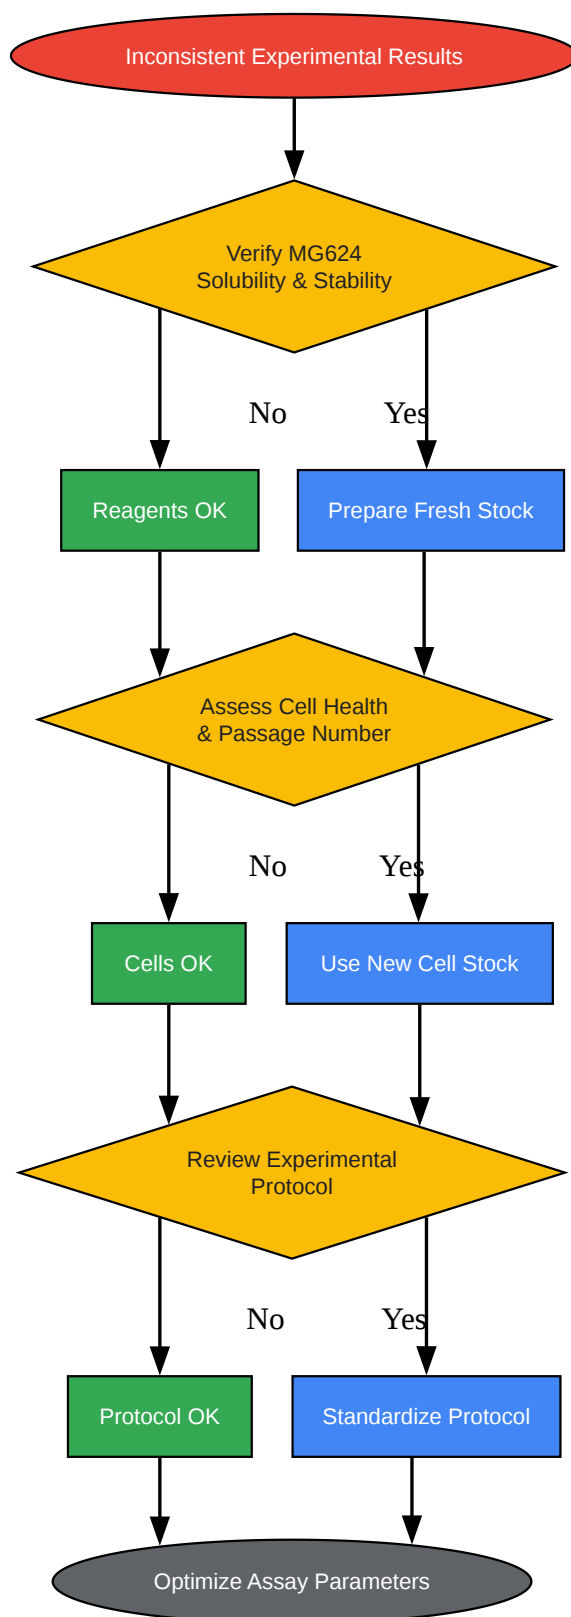 Inconsistent Experimental Results
Verify MG624
Solubility & Stability
No
Yes
Reagents OK
Prepare Fresh Stock
Assess Cell Health
& Passage Number
No
Yes
Cells OK
Use New Cell Stock
Review Experimental
Protocol
No
Yes
Protocol OK
Standardize Protocol
Optimize Assay Parameters